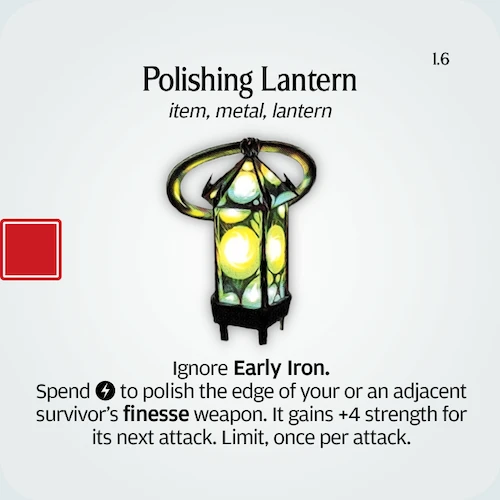 1.6
Polishing Lantern
item, metal, lantern
Ignore Early Iron.
Spend to polish the edge of your or an adjacent
survivor's finesse weapon. It gains +4 strength for
its next attack. Limit, once per attack.